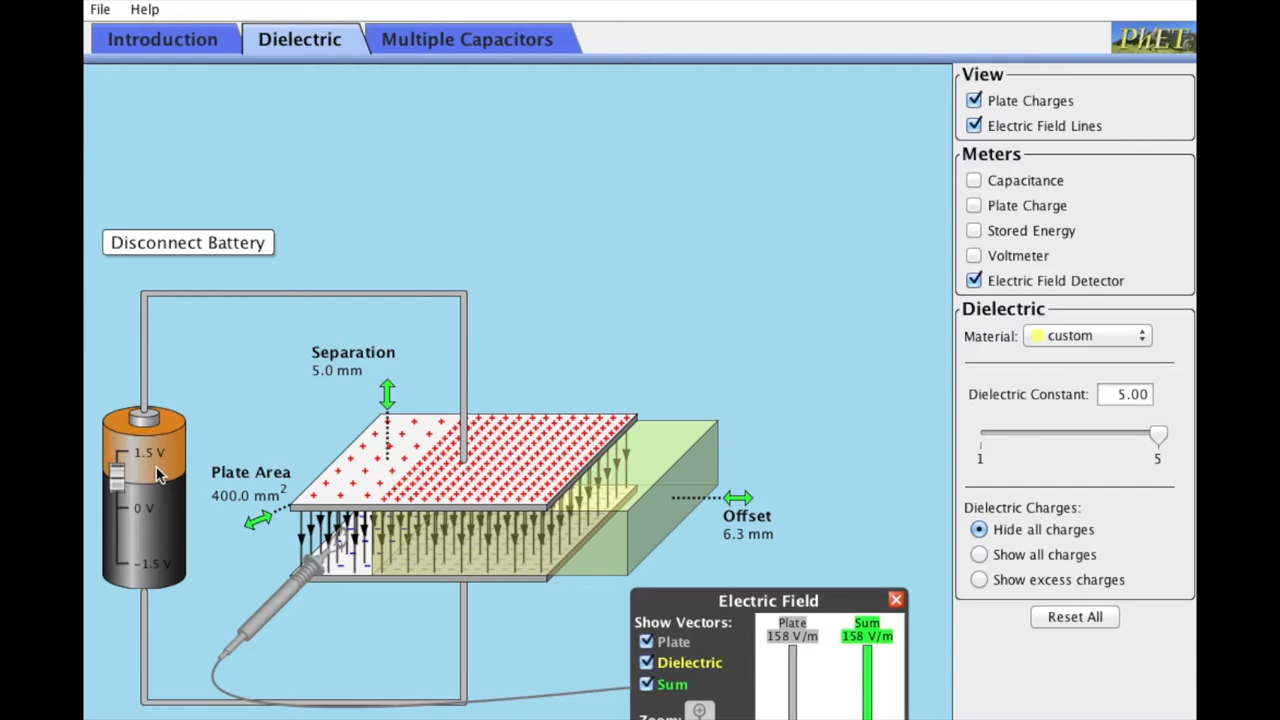 File Help
Introduction Dielectric Multiple Capacitors
PhET
View
Plate Charges
Electric Field Lines
Meters
Capacitance
Plate Charge
Stored Energy
Voltmeter
Electric Field Detector
Dielectric
Material: custom
Dielectric Constant: 5.00
1 5
Dielectric Charges:
Hide all charges
Show all charges
Show excess charges
Reset All
Disconnect Battery
Separation
5.0 mm
1.5 V
0 V
-1.5 V
Plate Area
400.0 mm²
Offset
6.3 mm
Electric Field
Show Vectors:
Plate
Dielectric
Sum
Zoom:
Plate
158 V/m
Sum
158 V/m